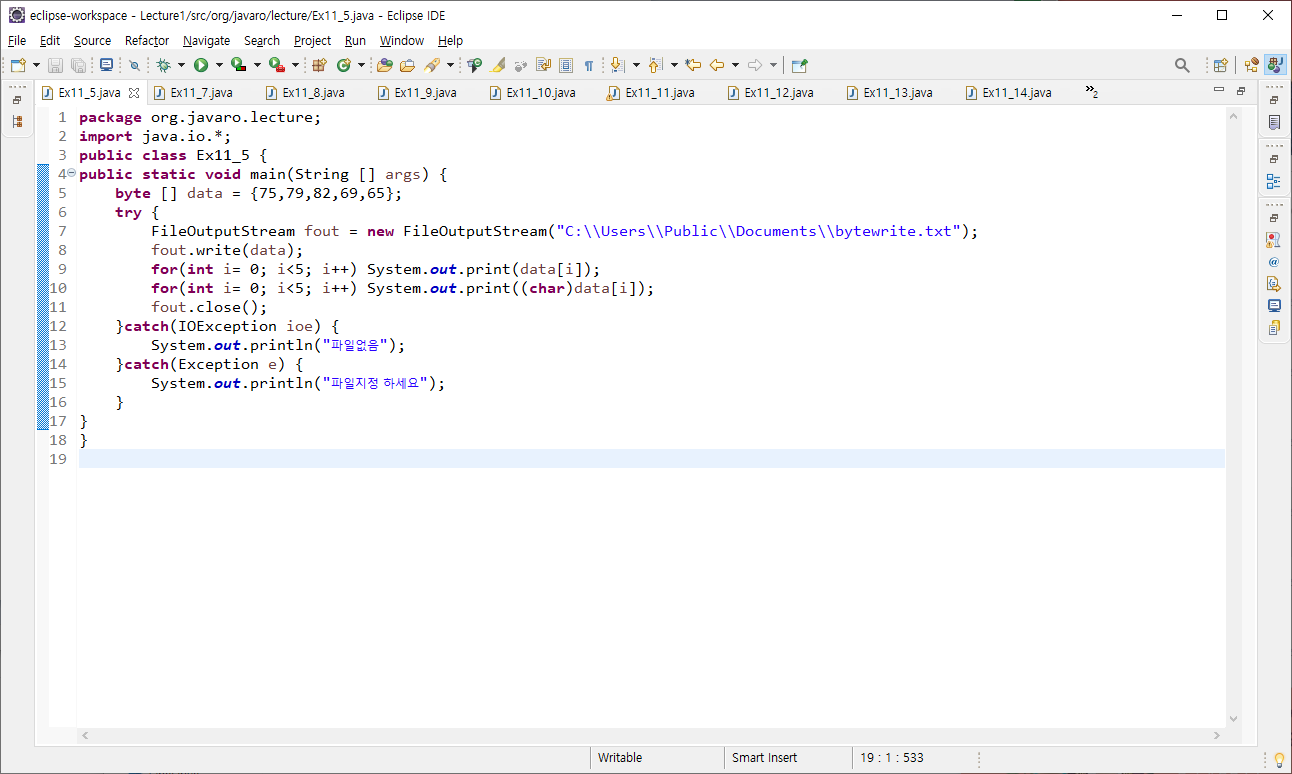 eclipse-workspace - Lecture1/src/org/javaro/lecture/Ex11_5.java - Eclipse IDE
File Edit Source Refactor Navigate Search Project Run Window Help
Ex11_5.java Ex11_7.java Ex11_8.java Ex11_9.java Ex11_10.java Ex11_11.java Ex11_12.java Ex11_13.java Ex11_14.java »2
1 package org.javaro.lecture;
2 import java.io.*;
3 public class Ex11_5 {
4 public static void main(String [] args) {
5     byte [] data = {75,79,82,69,65};
6     try {
7         FileOutputStream fout = new FileOutputStream("C:\\Users\\Public\\Documents\\bytewrite.txt");
8         fout.write(data);
9         for(int i= 0; i<5; i++) System.out.print(data[i]);
10         for(int i= 0; i<5; i++) System.out.print((char)data[i]);
11         fout.close();
12     }catch(IOException ioe) {
13         System.out.println("파일없음");
14     }catch(Exception e) {
15         System.out.println("파일지정 하세요");
16     }
17 }
18 }
19
Writable Smart Insert 19 : 1 : 533